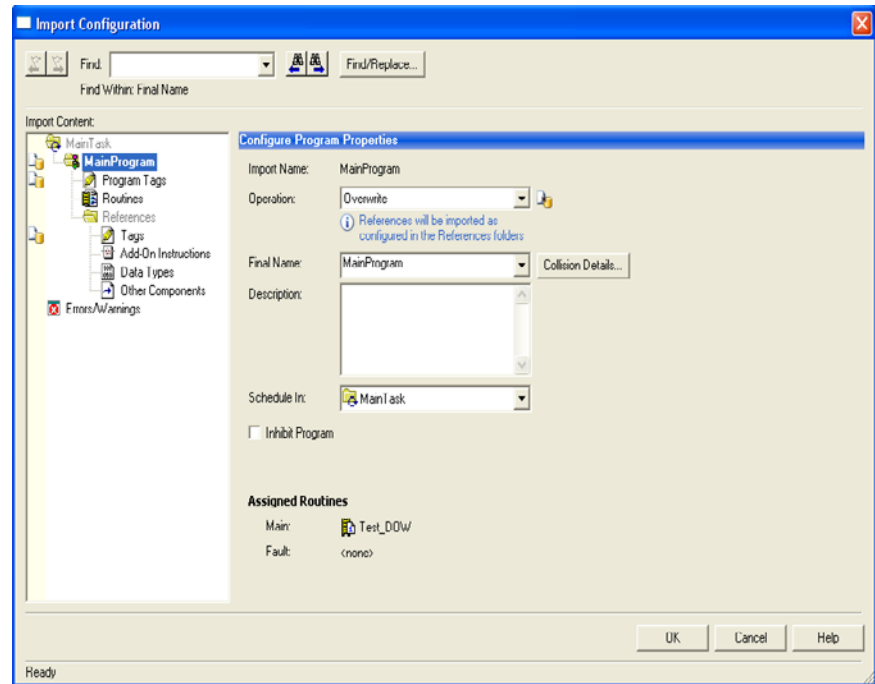 Import Configuration
Find:
Find/Replace...
Find Within: Final Name
Import Content:
MainTask
MainProgram
Program Tags
Routines
References
Tags
Add-On Instructions
Data Types
Other Components
Errors/Warnings
Configure Program Properties
Import Name: MainProgram
Operation: Overwrite
References will be imported as
configured in the References folders
Final Name: MainProgram Collision Details...
Description:
Schedule In: MainTask
Inhibit Program
Assigned Routines
Main: Test_DOW
Fault: <none>
OK Cancel Help
Ready